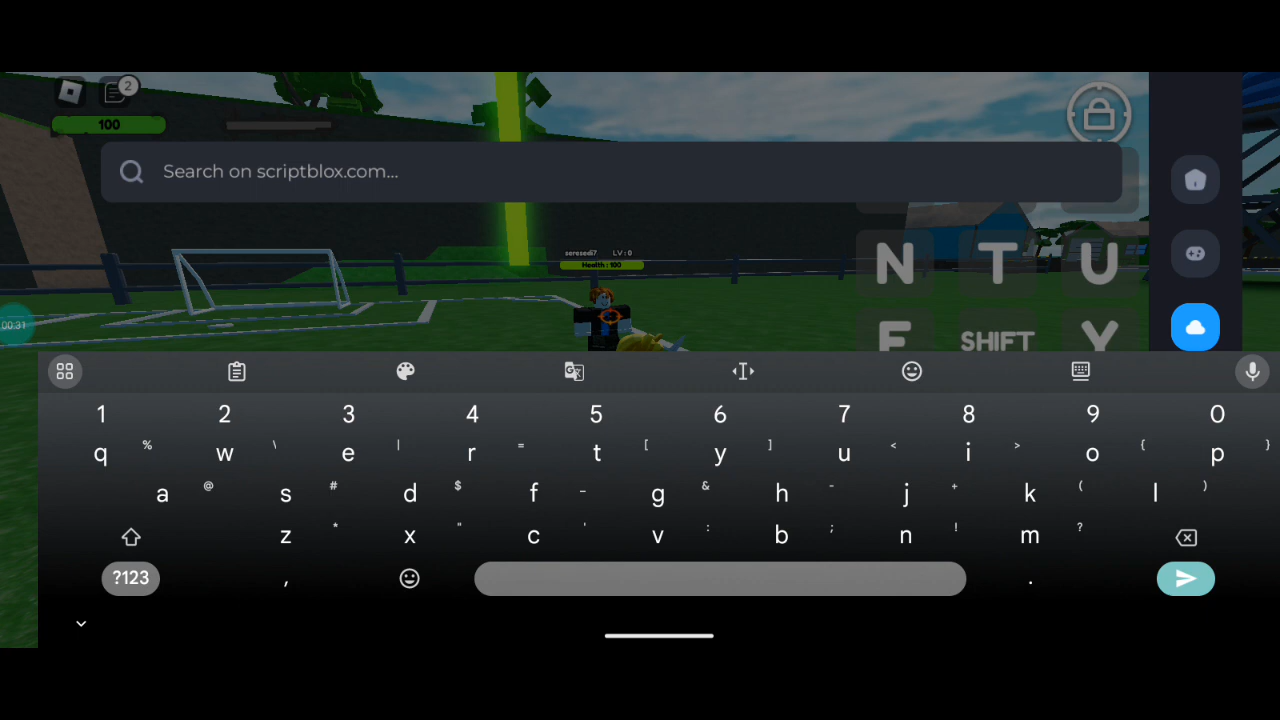 2
100
Search on scriptblox.com...
N T U
seresedi7 LV : 0
Health : 100
F SHIFT Y
00:31
1 2 3 4 5 6 7 8 9 0
q % w \ e | r = t [ y ] u < i > o { p }
a @ s # d $ f _ g & h - j + k ( l )
z * x " c ' v : b ; n ! m ?
?123 , .